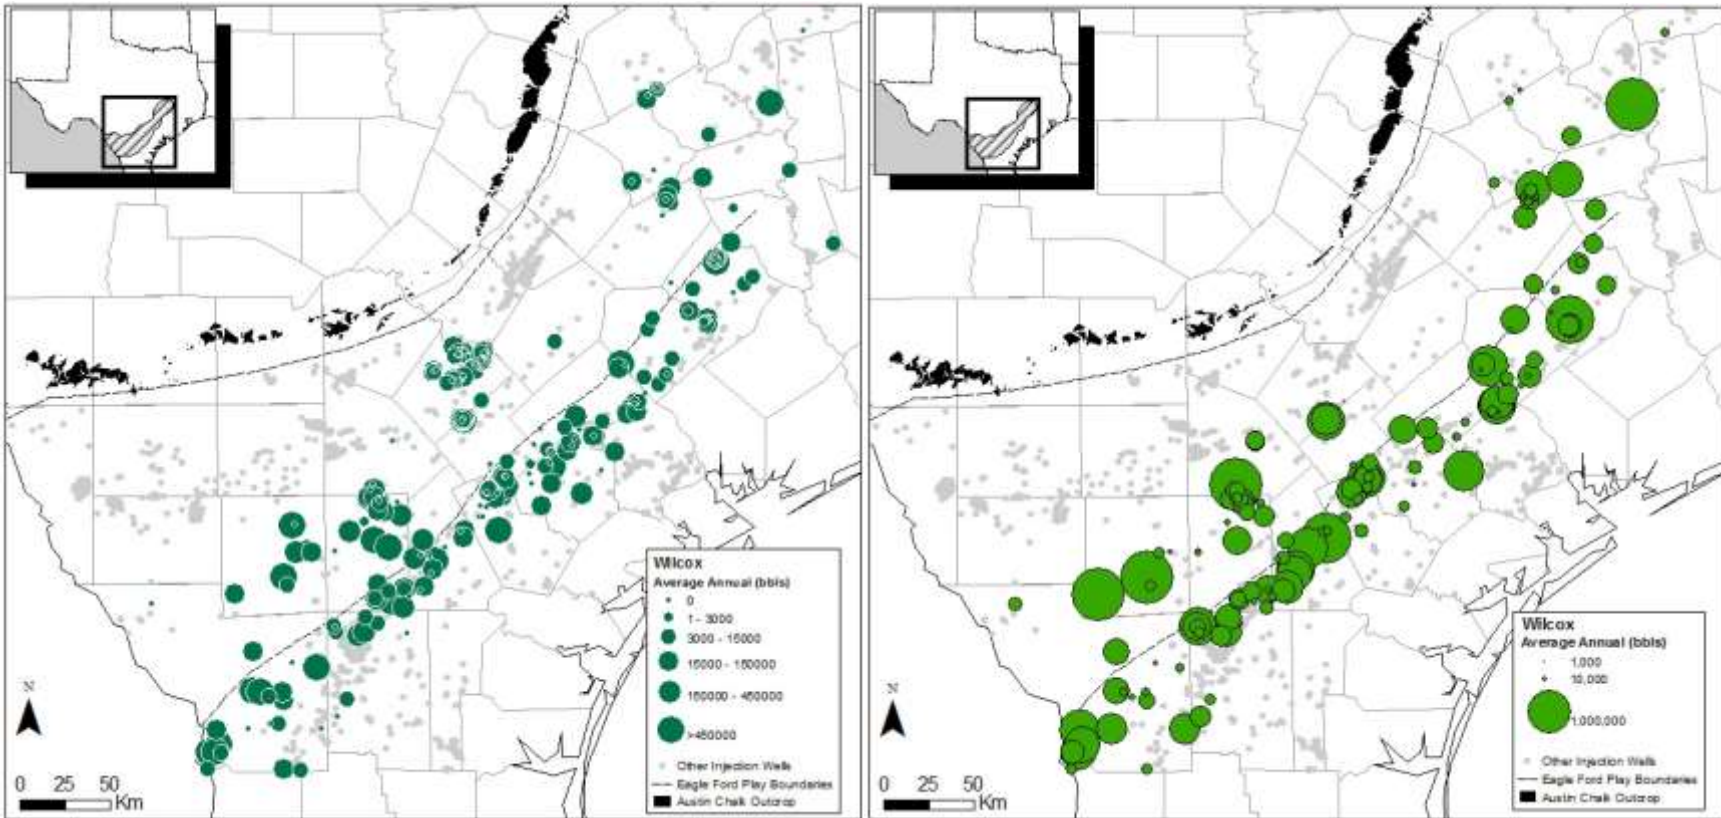 N
0 25 50
Km
Wilcox
Average Annual (bbls)
0
1 - 3000
3000 - 15000
15000 - 150000
150000 - 450000
>450000
Other Injection Wells
Eagle Ford Play Boundaries
Austin Chalk Outcrop
N
0 25 50
Km
Wilcox
Average Annual (bbls)
1,000
10,000
1,000,000
Other Injection Wells
Eagle Ford Play Boundaries
Austin Chalk Outcrop